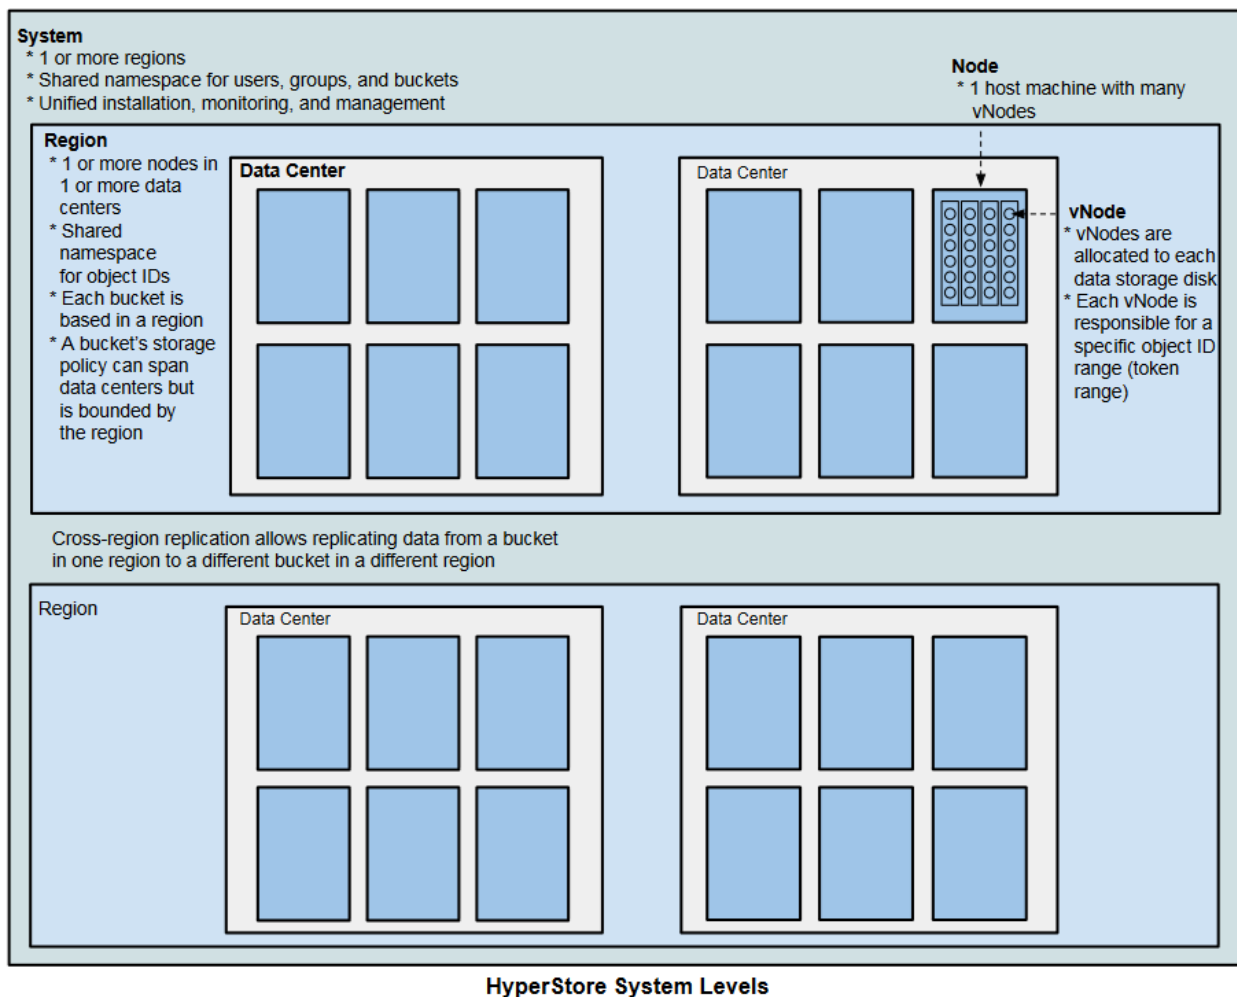 System
* 1 or more regions
* Shared namespace for users, groups, and buckets
* Unified installation, monitoring, and management
Node
* 1 host machine with many
vNodes
Region
* 1 or more nodes in
1 or more data
centers
* Shared
namespace
for object IDs
* Each bucket is
based in a region
* A bucket's storage
policy can span
data centers but
is bounded by
the region
Data Center
Data Center
vNode
* vNodes are
allocated to each
data storage disk
* Each vNode is
responsible for a
specific object ID
range (token
range)
Cross-region replication allows replicating data from a bucket
in one region to a different bucket in a different region
Region
Data Center
Data Center
HyperStore System Levels